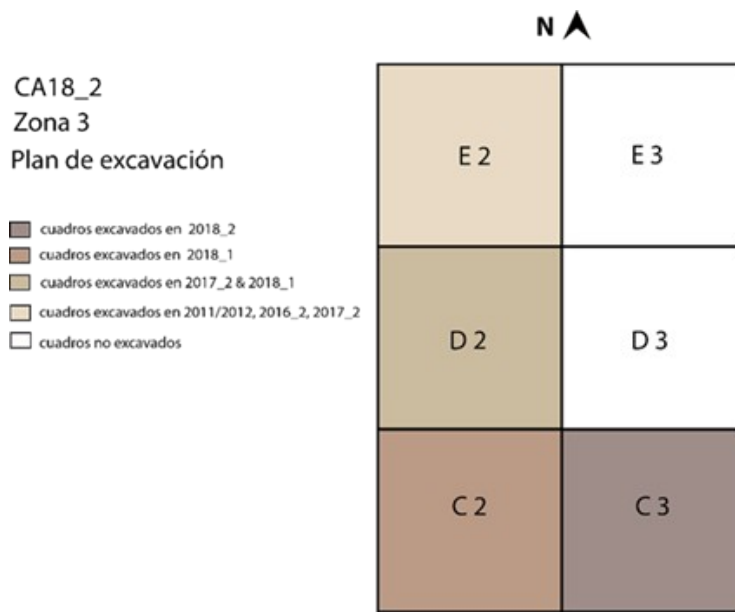 N
CA18_2
Zona 3
Plan de excavación
cuadros excavados en 2018_2
cuadros excavados en 2018_1
cuadros excavados en 2017_2 & 2018_1
cuadros excavados en 2011/2012, 2016_2, 2017_2
cuadros no excavados
E 2 E 3
D 2 D 3
C 2 C 3